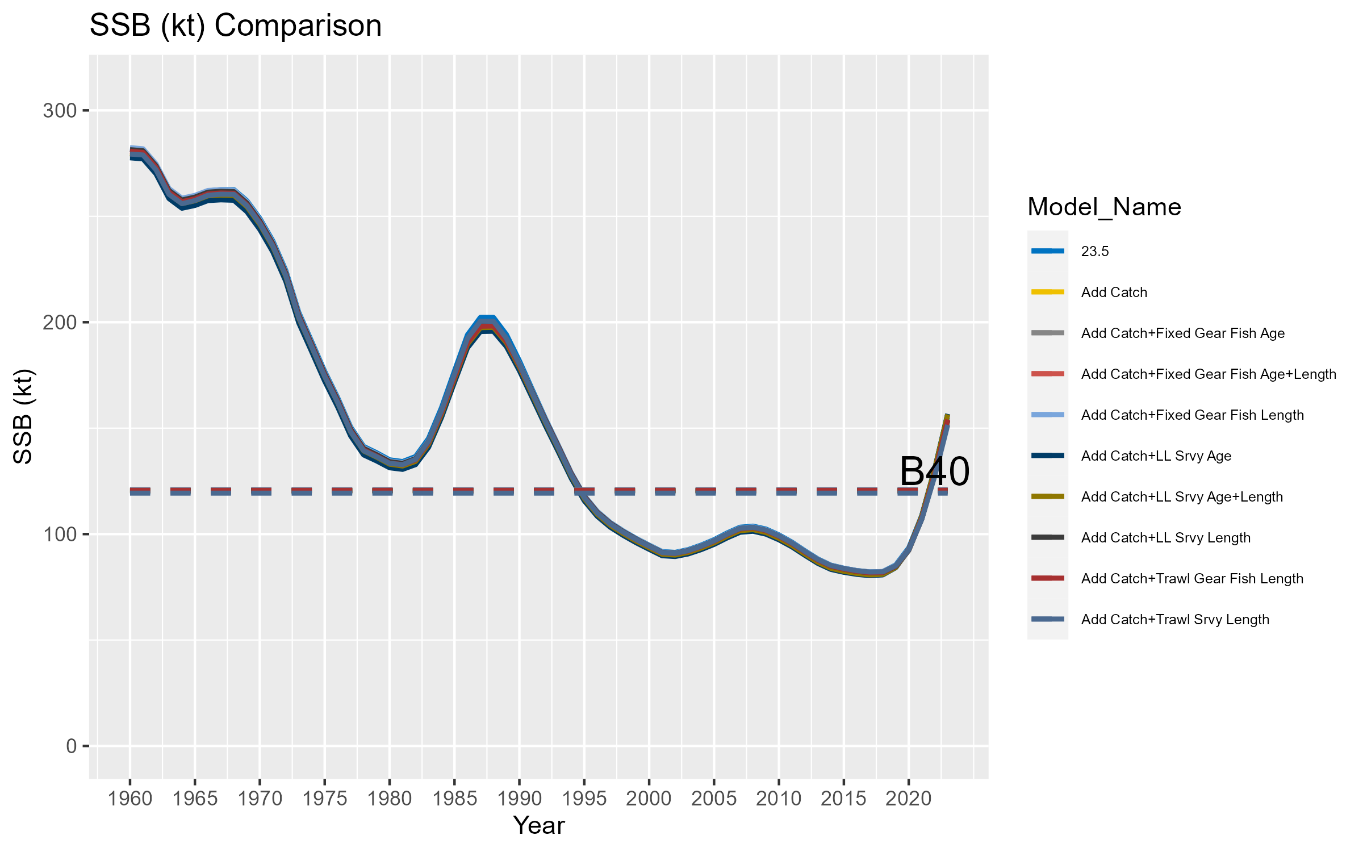 SSB (kt) Comparison
SSB (kt)
300
200
100
0
B40
1960 1965 1970 1975 1980 1985 1990 1995 2000 2005 2010 2015 2020
Year
Model_Name
23.5
Add Catch
Add Catch+Fixed Gear Fish Age
Add Catch+Fixed Gear Fish Age+Length
Add Catch+Fixed Gear Fish Length
Add Catch+LL Srvy Age
Add Catch+LL Srvy Age+Length
Add Catch+LL Srvy Length
Add Catch+Trawl Gear Fish Length
Add Catch+Trawl Srvy Length